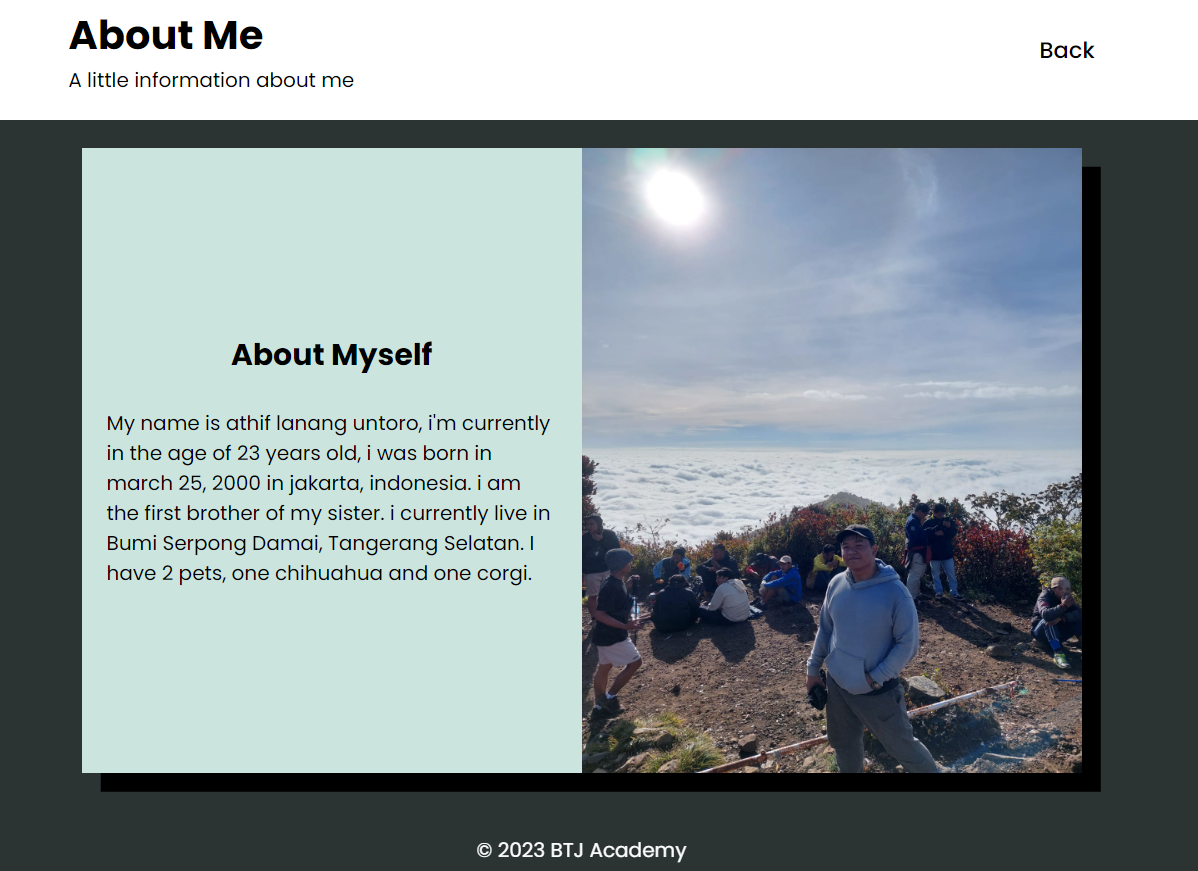 About Me
A little information about me
Back
About Myself
My name is athif lanang untoro, i'm currently
in the age of 23 years old, i was born in
march 25, 2000 in jakarta, indonesia. i am
the first brother of my sister. i currently live in
Bumi Serpong Damai, Tangerang Selatan. I
have 2 pets, one chihuahua and one corgi.
© 2023 BTJ Academy